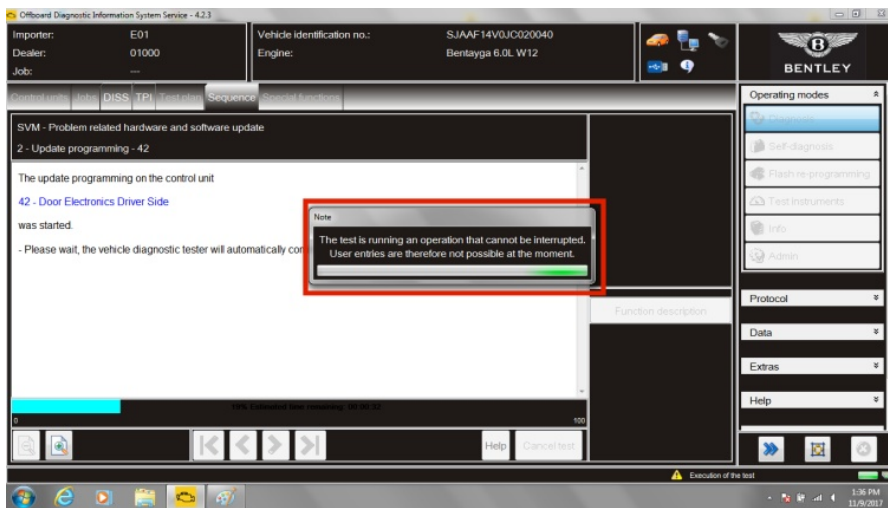 Offboard Diagnostic Information System Service - 4.2.3
Importer: E01
Dealer: 01000
Job: ---
Vehicle identification no.: SJAAF14V0JC020040
Engine: Bentayga 6.0L W12
B
BENTLEY
Control units Jobs DISS TPI Test plan Sequence Special functions
SVM - Problem related hardware and software update
2 - Update programming - 42
The update programming on the control unit
42 - Door Electronics Driver Side
was started.
- Please wait, the vehicle diagnostic tester will automatically
Note
The test is running an operation that cannot be interrupted.
User entries are therefore not possible at the moment.
Function description
Estimated time remaining:
0 100
Help Cancel test
Operating modes
Diagnosis
Self-diagnosis
Flash re-programming
Test instruments
Info
Admin
Protocol
Data
Extras
Help
Execution of the test
1:36 PM
11/9/2017